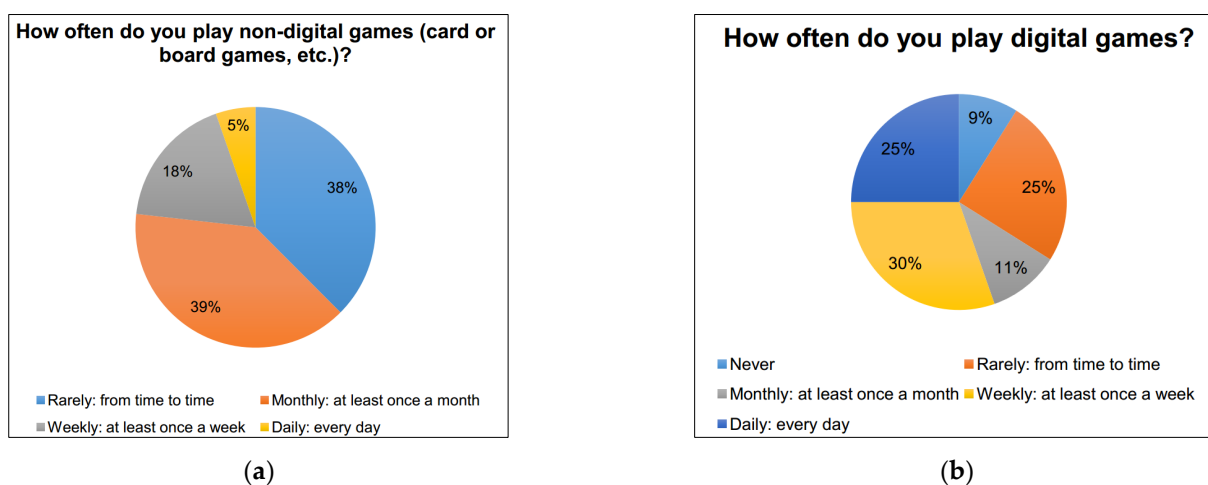 How often do you play non-digital games (card or
board games, etc.)?
5%
18%
38%
39%
Rarely: from time to time
Monthly: at least once a month
Weekly: at least once a week
Daily: every day
(a)
How often do you play digital games?
9%
25%
25%
30%
11%
Never
Rarely: from time to time
Monthly: at least once a month
Weekly: at least once a week
Daily: every day
(b)